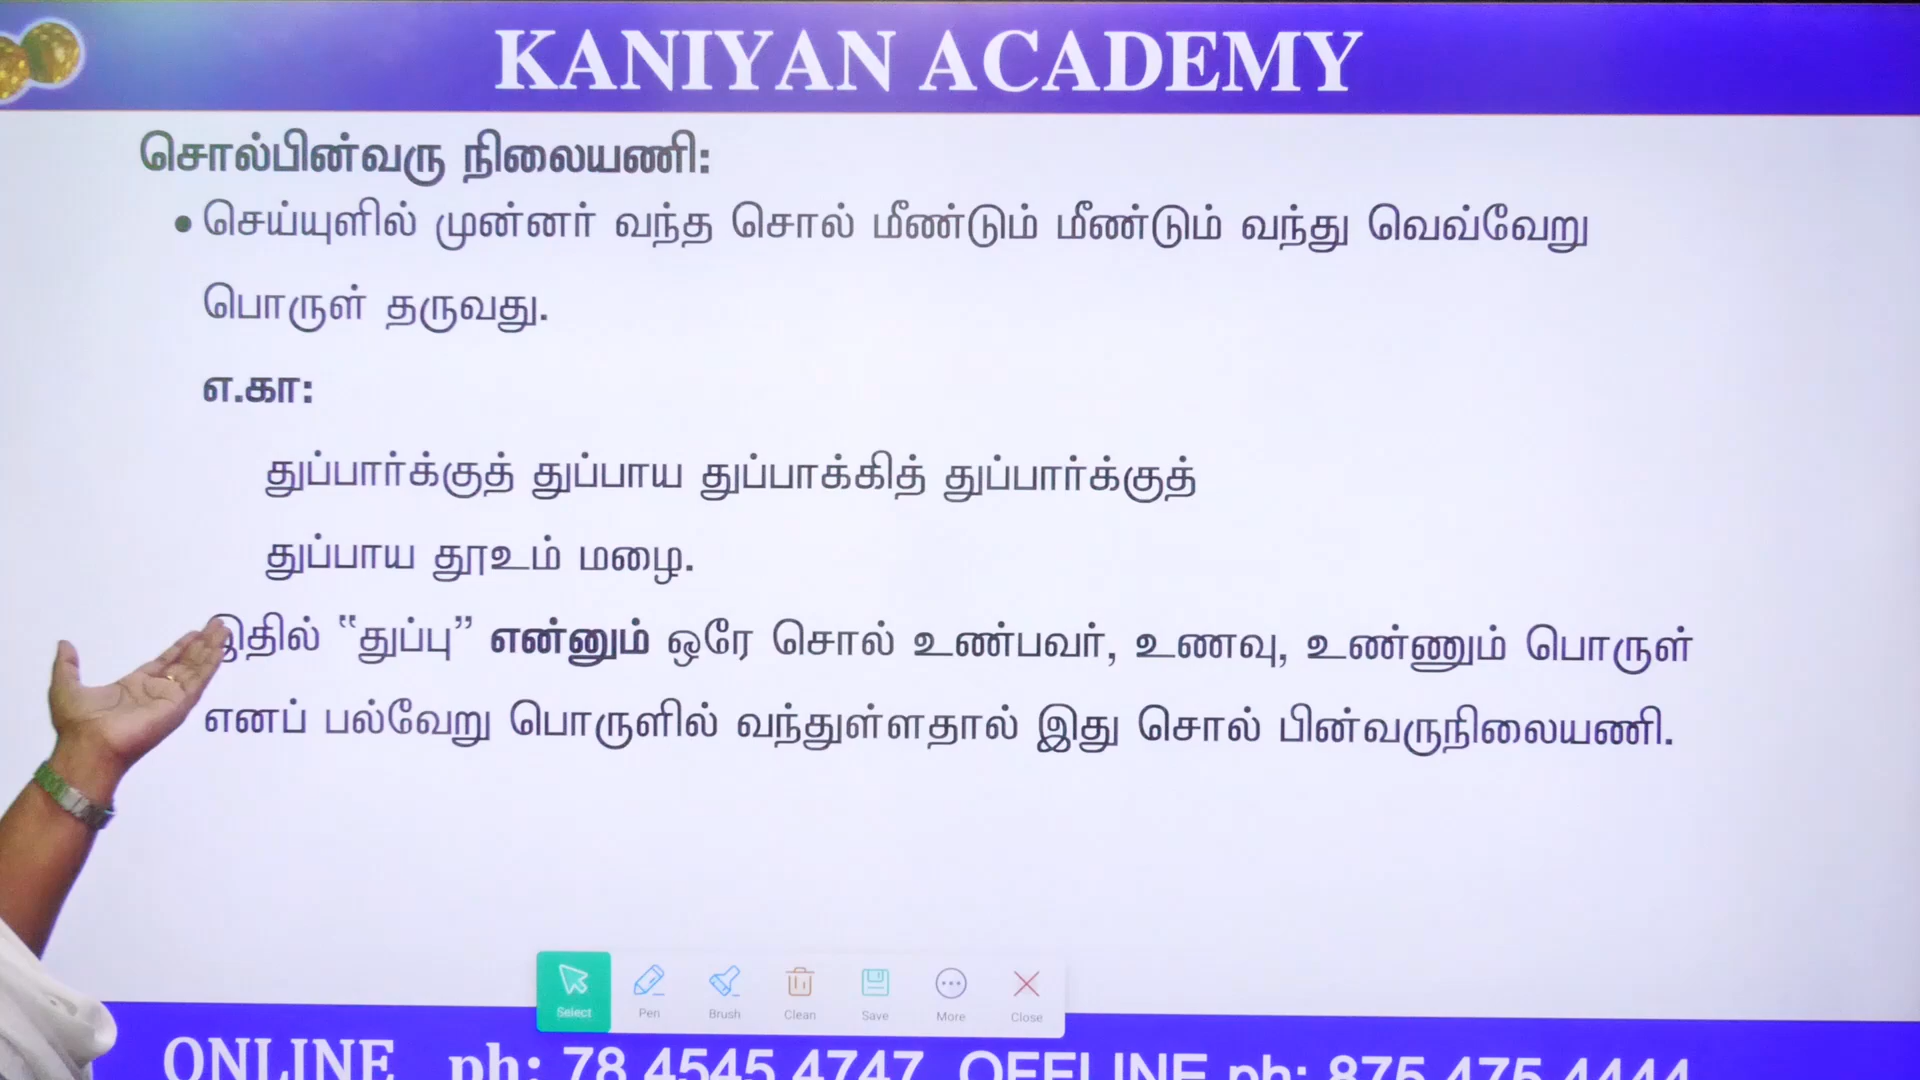 KANIYAN ACADEMY
சொல்பின்வரு நிலையணி:
• செய்யுளில் முன்னர் வந்த சொல் மீண்டும் மீண்டும் வந்து வெவ்வேறு
பொருள் தருவது.
எ.கா:
துப்பார்க்குத் துப்பாய துப்பாக்கித் துப்பார்க்குத்
துப்பாய தூஉம் மழை.
இதில் “துப்பு” என்னும் ஒரே சொல் உண்பவர், உணவு, உண்ணும் பொருள்
எனப் பல்வேறு பொருளில் வந்துள்ளதால் இது சொல் பின்வருநிலையணி.
Select Pen Brush Clean Save More Close
ONLINE ph: 78 4545 4747 OFFLINE ph: 875 475 4444